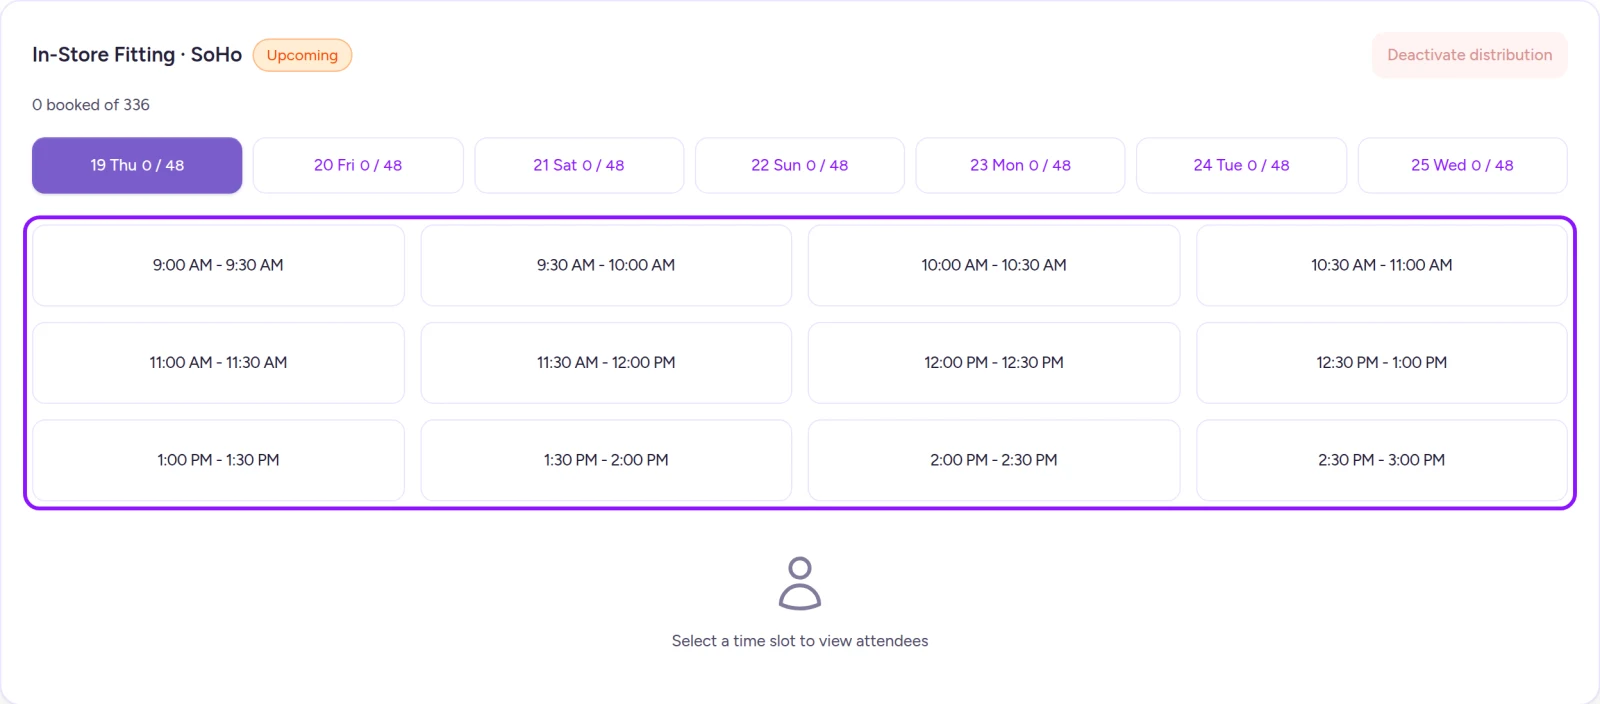 In-Store Fitting · SoHo
Upcoming
Deactivate distribution
0 booked of 336
19 Thu 0 / 48
20 Fri 0 / 48
21 Sat 0 / 48
22 Sun 0 / 48
23 Mon 0 / 48
24 Tue 0 / 48
25 Wed 0 / 48
9:00 AM - 9:30 AM
9:30 AM - 10:00 AM
10:00 AM - 10:30 AM
10:30 AM - 11:00 AM
11:00 AM - 11:30 AM
11:30 AM - 12:00 PM
12:00 PM - 12:30 PM
12:30 PM - 1:00 PM
1:00 PM - 1:30 PM
1:30 PM - 2:00 PM
2:00 PM - 2:30 PM
2:30 PM - 3:00 PM
Select a time slot to view attendees